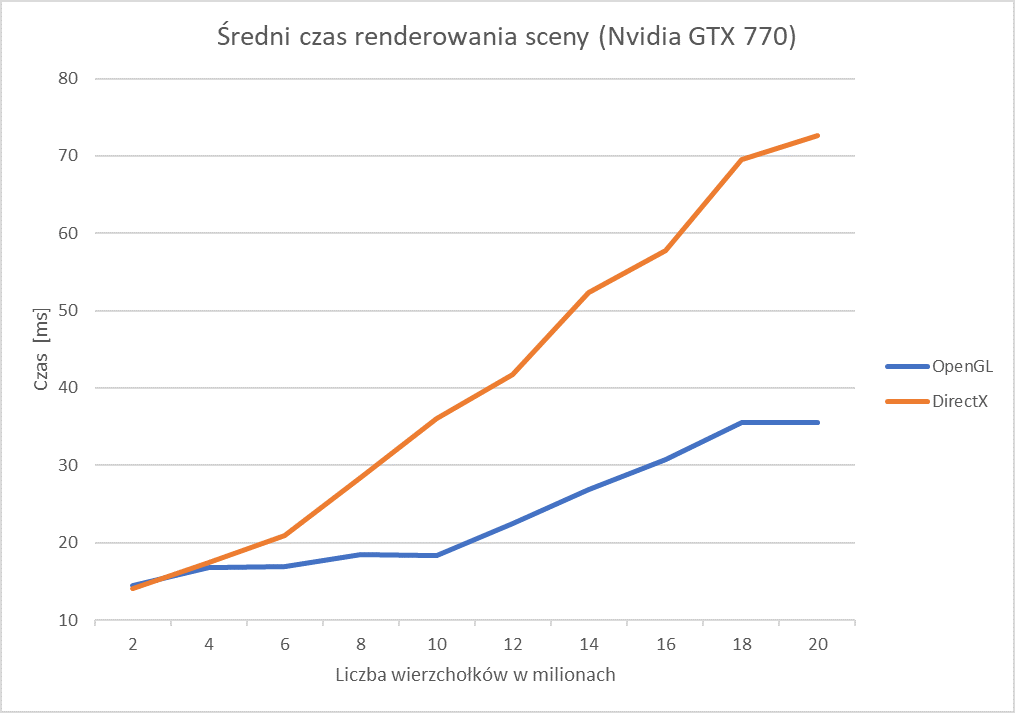 Średni czas renderowania sceny (Nvidia GTX 770)
80
70
60
50
40
30
20
10
Czas [ms]
2 4 6 8 10 12 14 16 18 20
Liczba wierzchołków w milionach
OpenGL
DirectX